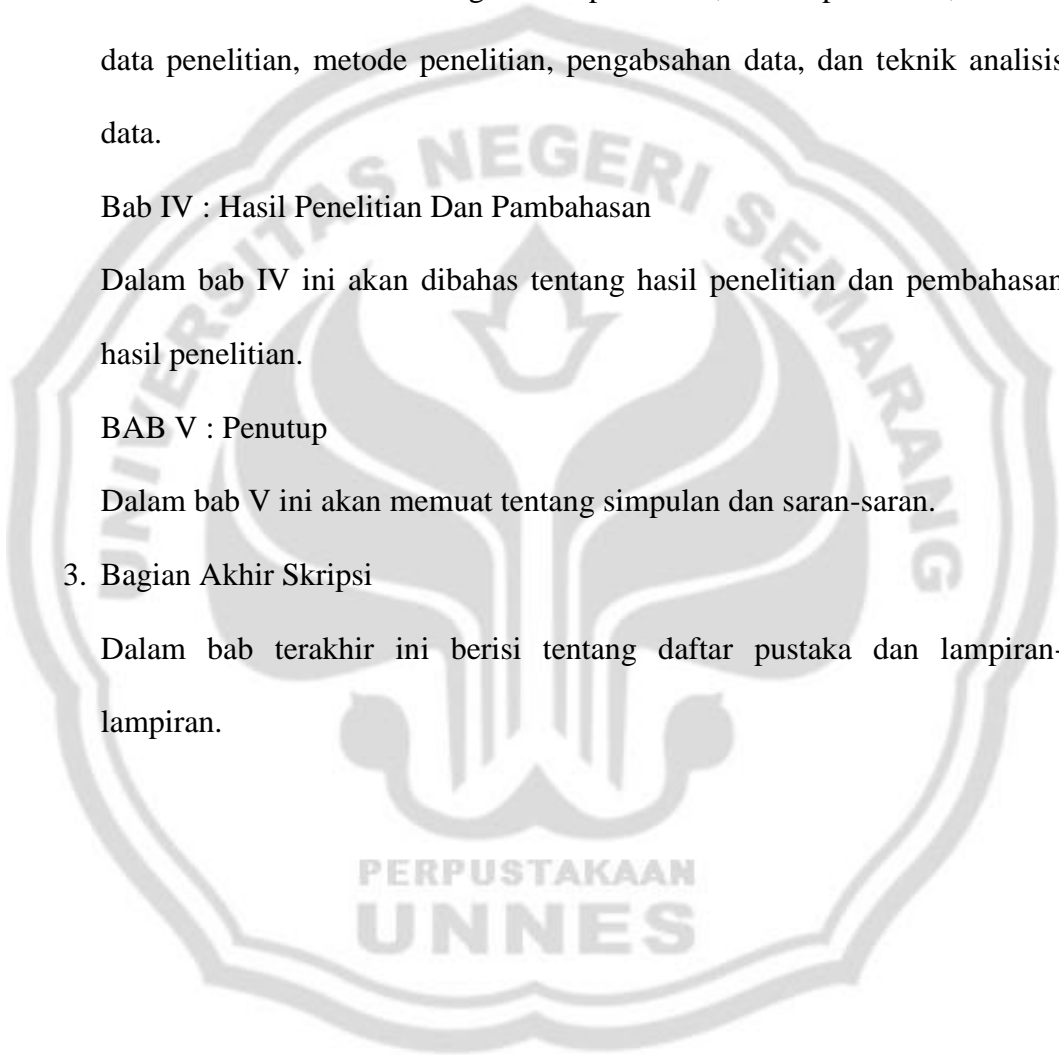 data penelitian, metode penelitian, pengabsahan data, dan teknik analisis
data.
Bab IV : Hasil Penelitian Dan Pambahasan
Dalam bab IV ini akan dibahas tentang hasil penelitian dan pembahasan
hasil penelitian.
BAB V : Penutup
Dalam bab V ini akan memuat tentang simpulan dan saran-saran.
3. Bagian Akhir Skripsi
Dalam bab terakhir ini berisi tentang daftar pustaka dan lampiran-
lampiran.
UNIVERSITAS NEGERI SEMARANG
PERPUSTAKAAN
UNNES